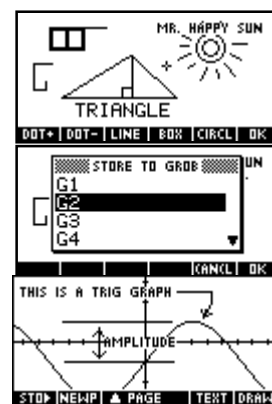 MR. HAPPY SUN
TRIANGLE
DOT+ DOT- LINE BOX CIRCL OK
STORE TO GROB UN
G1
G2
G3
G4
CANCL OK
THIS IS A TRIG GRAPH
AMPLITUDE
STO▶ NEWP ▲ PAGE TEXT DRAW